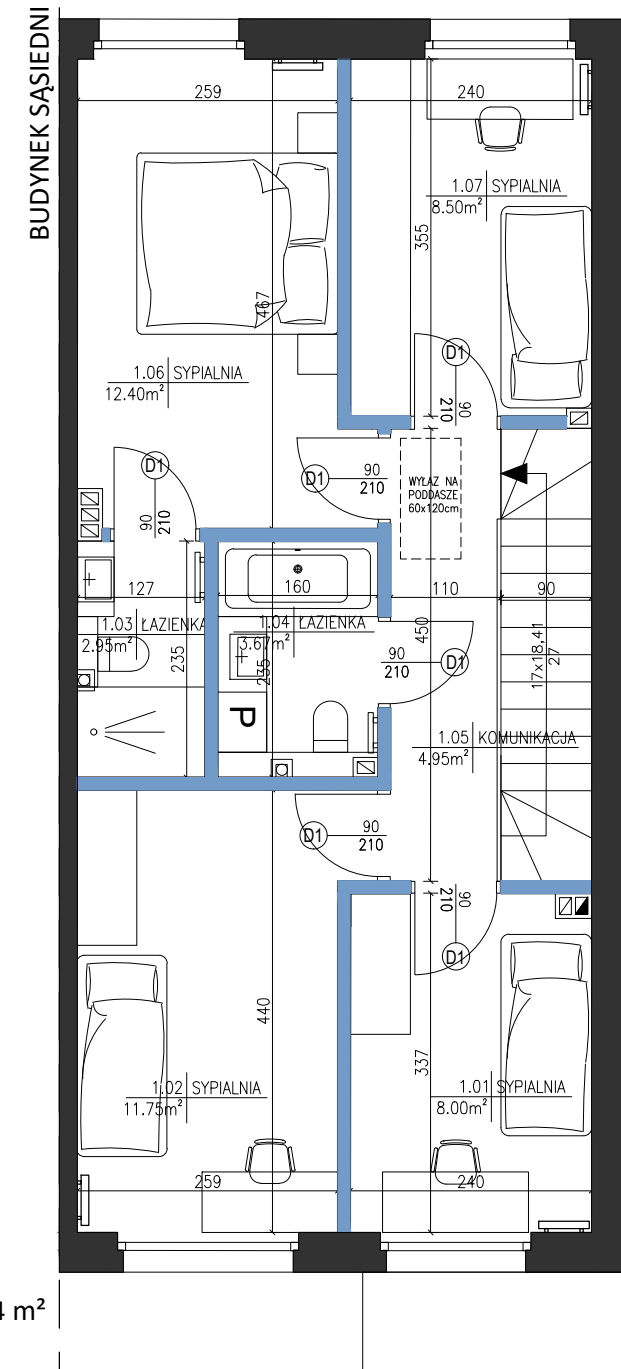 BUDYNEK SĄSIEDNI
259
240
1.07 SYPIALNIA
8.50m²
355
467
1.06 SYPIALNIA
12.40m²
D1
90
210
D1
90
210
D1
90
210
WYŁAZ NA
PODDASZE
60x120cm
127
160
110
90
1.03 ŁAZIENKA
2.95m²
235
1.04 ŁAZIENKA
3.67m²
235
450
D1
90
210
17x18,41
27
P
1.05 KOMUNIKACJA
4.95m²
D1
90
210
D1
90
210
440
337
1.02 SYPIALNIA
11.75m²
1.01 SYPIALNIA
8.00m²
259
240
4 m²